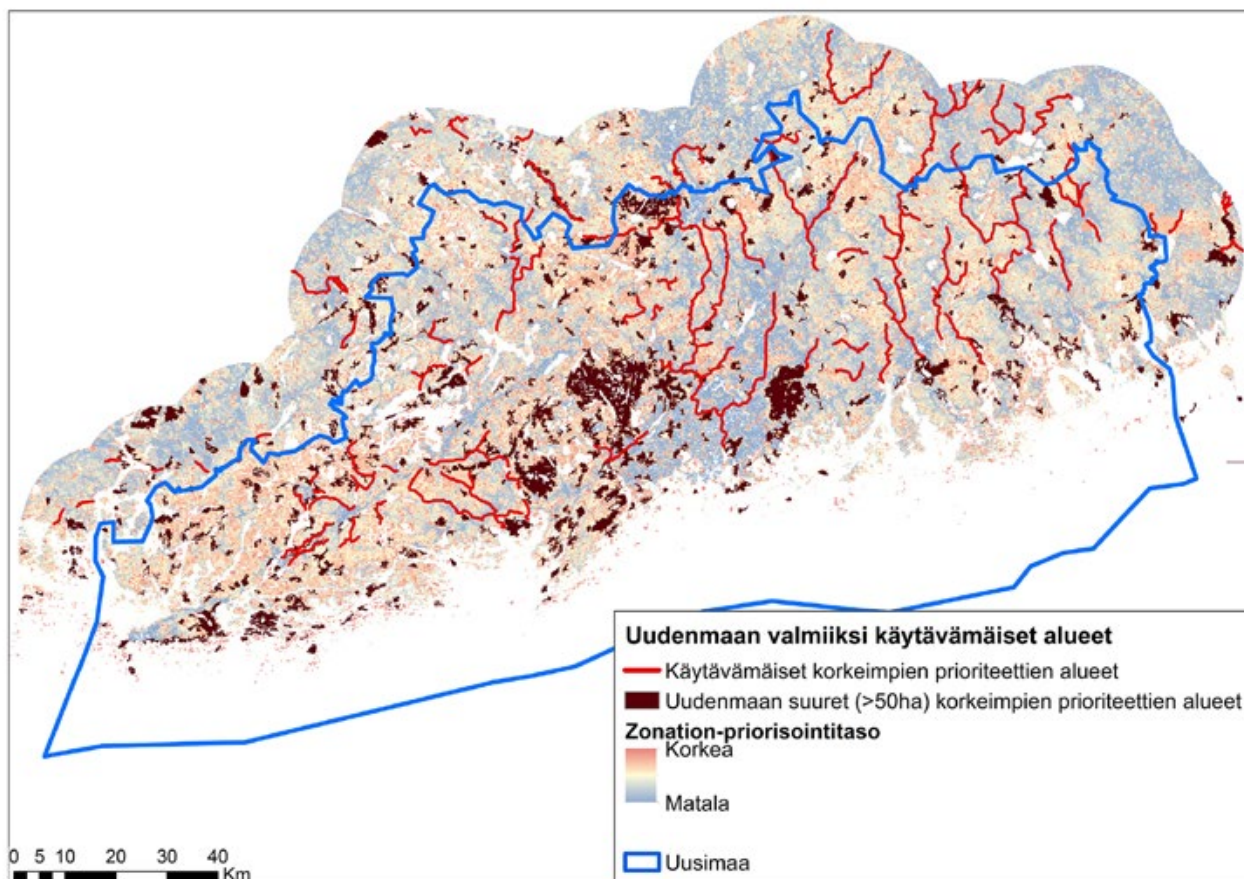 Uudenmaan valmiiksi käytävämäiset alueet
Käytävämäiset korkeimpien prioriteettien alueet
Uudenmaan suuret (>50ha) korkeimpien prioriteettien alueet
Zonation-priorisointitaso
Korkea
Matala
Uusimaa
0 5 10 20 30 40
Km